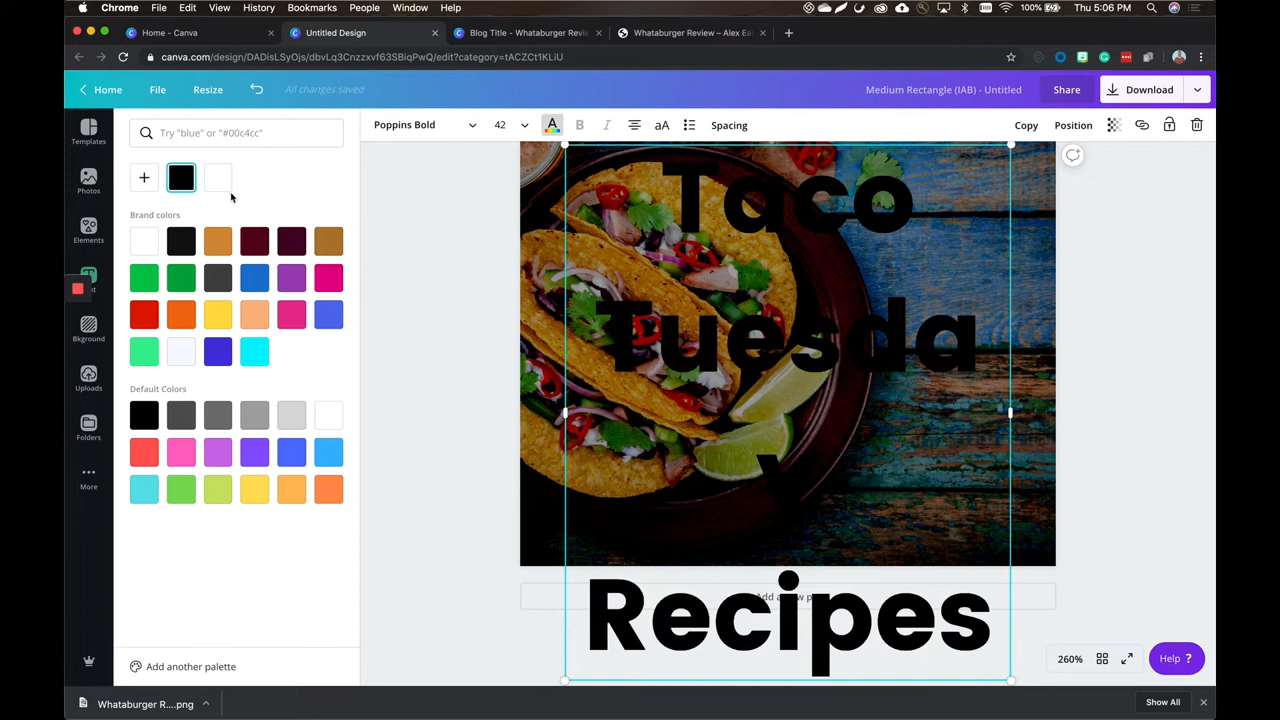 Chrome File Edit View History Bookmarks People Window Help 100% Thu 5:06 PM
Home - Canva Untitled Design Blog Title - Whataburger Revie Whataburger Review – Alex Ea
canva.com/design/DADisLSyOjs/dbvLq3Cnzzxvf63SBiqPwQ/edit?category=tACZCt1KLiU
Home File Resize All changes saved Medium Rectangle (IAB) - Untitled Share Download
Templates
Photos
Elements
Bkground
Uploads
Folders
More
Try "blue" or "#00c4cc"
Brand colors
Default Colors
Add another palette
Poppins Bold 42 A B I aA Spacing Copy Position
Taco
Tuesda
y
Recipes
260% Help ?
Whataburger R....png Show All